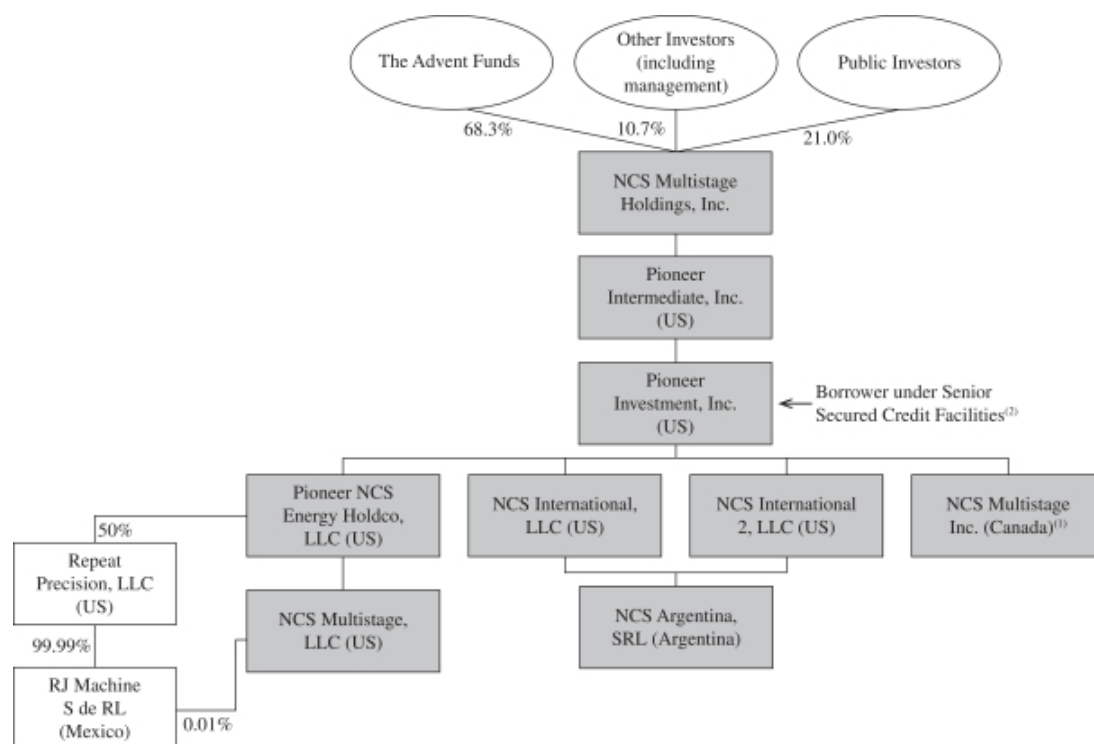 The Advent Funds
Other Investors
(including
management)
Public Investors
68.3%
10.7%
21.0%
NCS Multistage
Holdings, Inc.
Pioneer
Intermediate, Inc.
(US)
Pioneer
Investment, Inc.
(US)
Borrower under Senior
Secured Credit Facilities(2)
Pioneer NCS
Energy Holdco,
LLC (US)
NCS International,
LLC (US)
NCS International
2, LLC (US)
NCS Multistage
Inc. (Canada)(1)
50%
Repeat
Precision, LLC
(US)
NCS Multistage,
LLC (US)
NCS Argentina,
SRL (Argentina)
99.99%
RJ Machine
S de RL
(Mexico)
0.01%